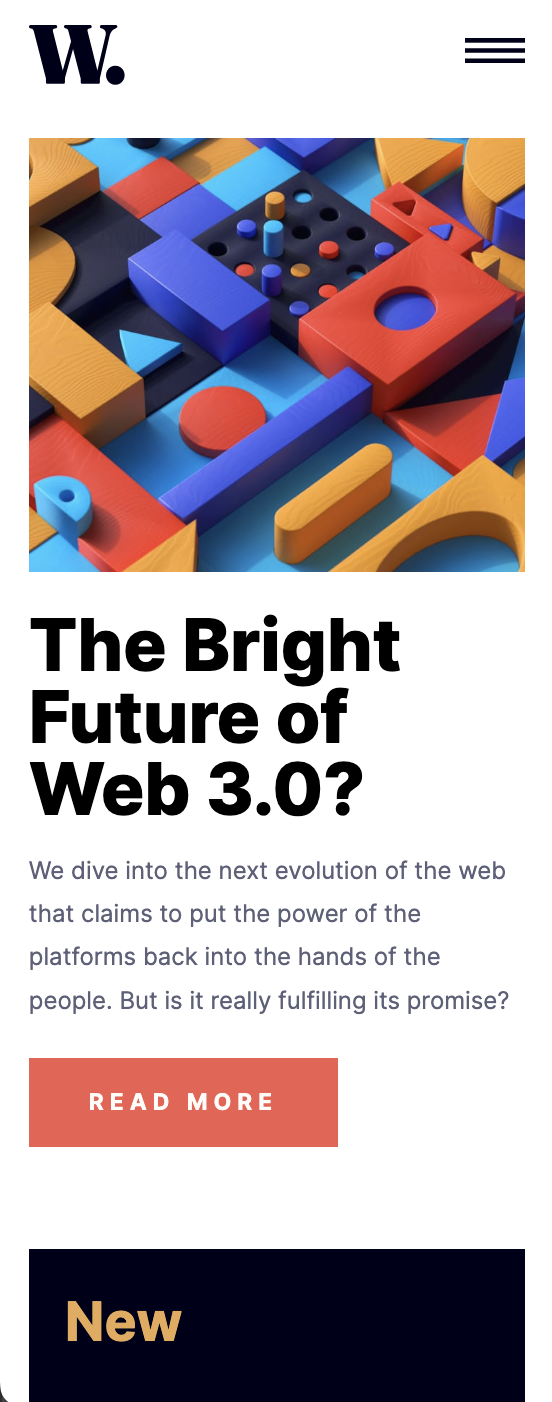 W.
The Bright
Future of
Web 3.0?
We dive into the next evolution of the web
that claims to put the power of the
platforms back into the hands of the
people. But is it really fulfilling its promise?
READ MORE
New